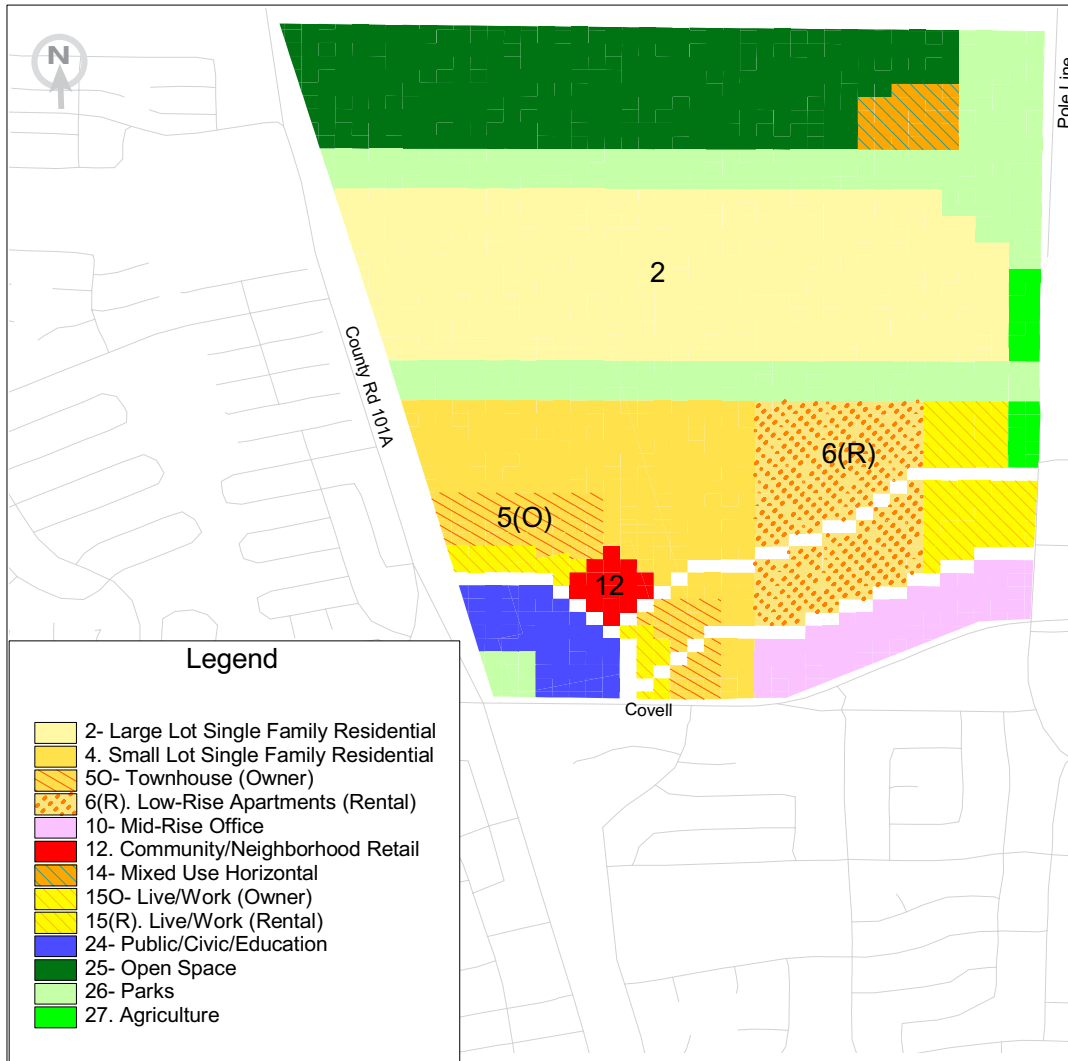 N
Pole Line
2
County Rd 101A
6(R)
5(O)
12
Covell
Legend
2- Large Lot Single Family Residential
4. Small Lot Single Family Residential
5O- Townhouse (Owner)
6(R). Low-Rise Apartments (Rental)
10- Mid-Rise Office
12. Community/Neighborhood Retail
14- Mixed Use Horizontal
15O- Live/Work (Owner)
15(R). Live/Work (Rental)
24- Public/Civic/Education
25- Open Space
26- Parks
27. Agriculture